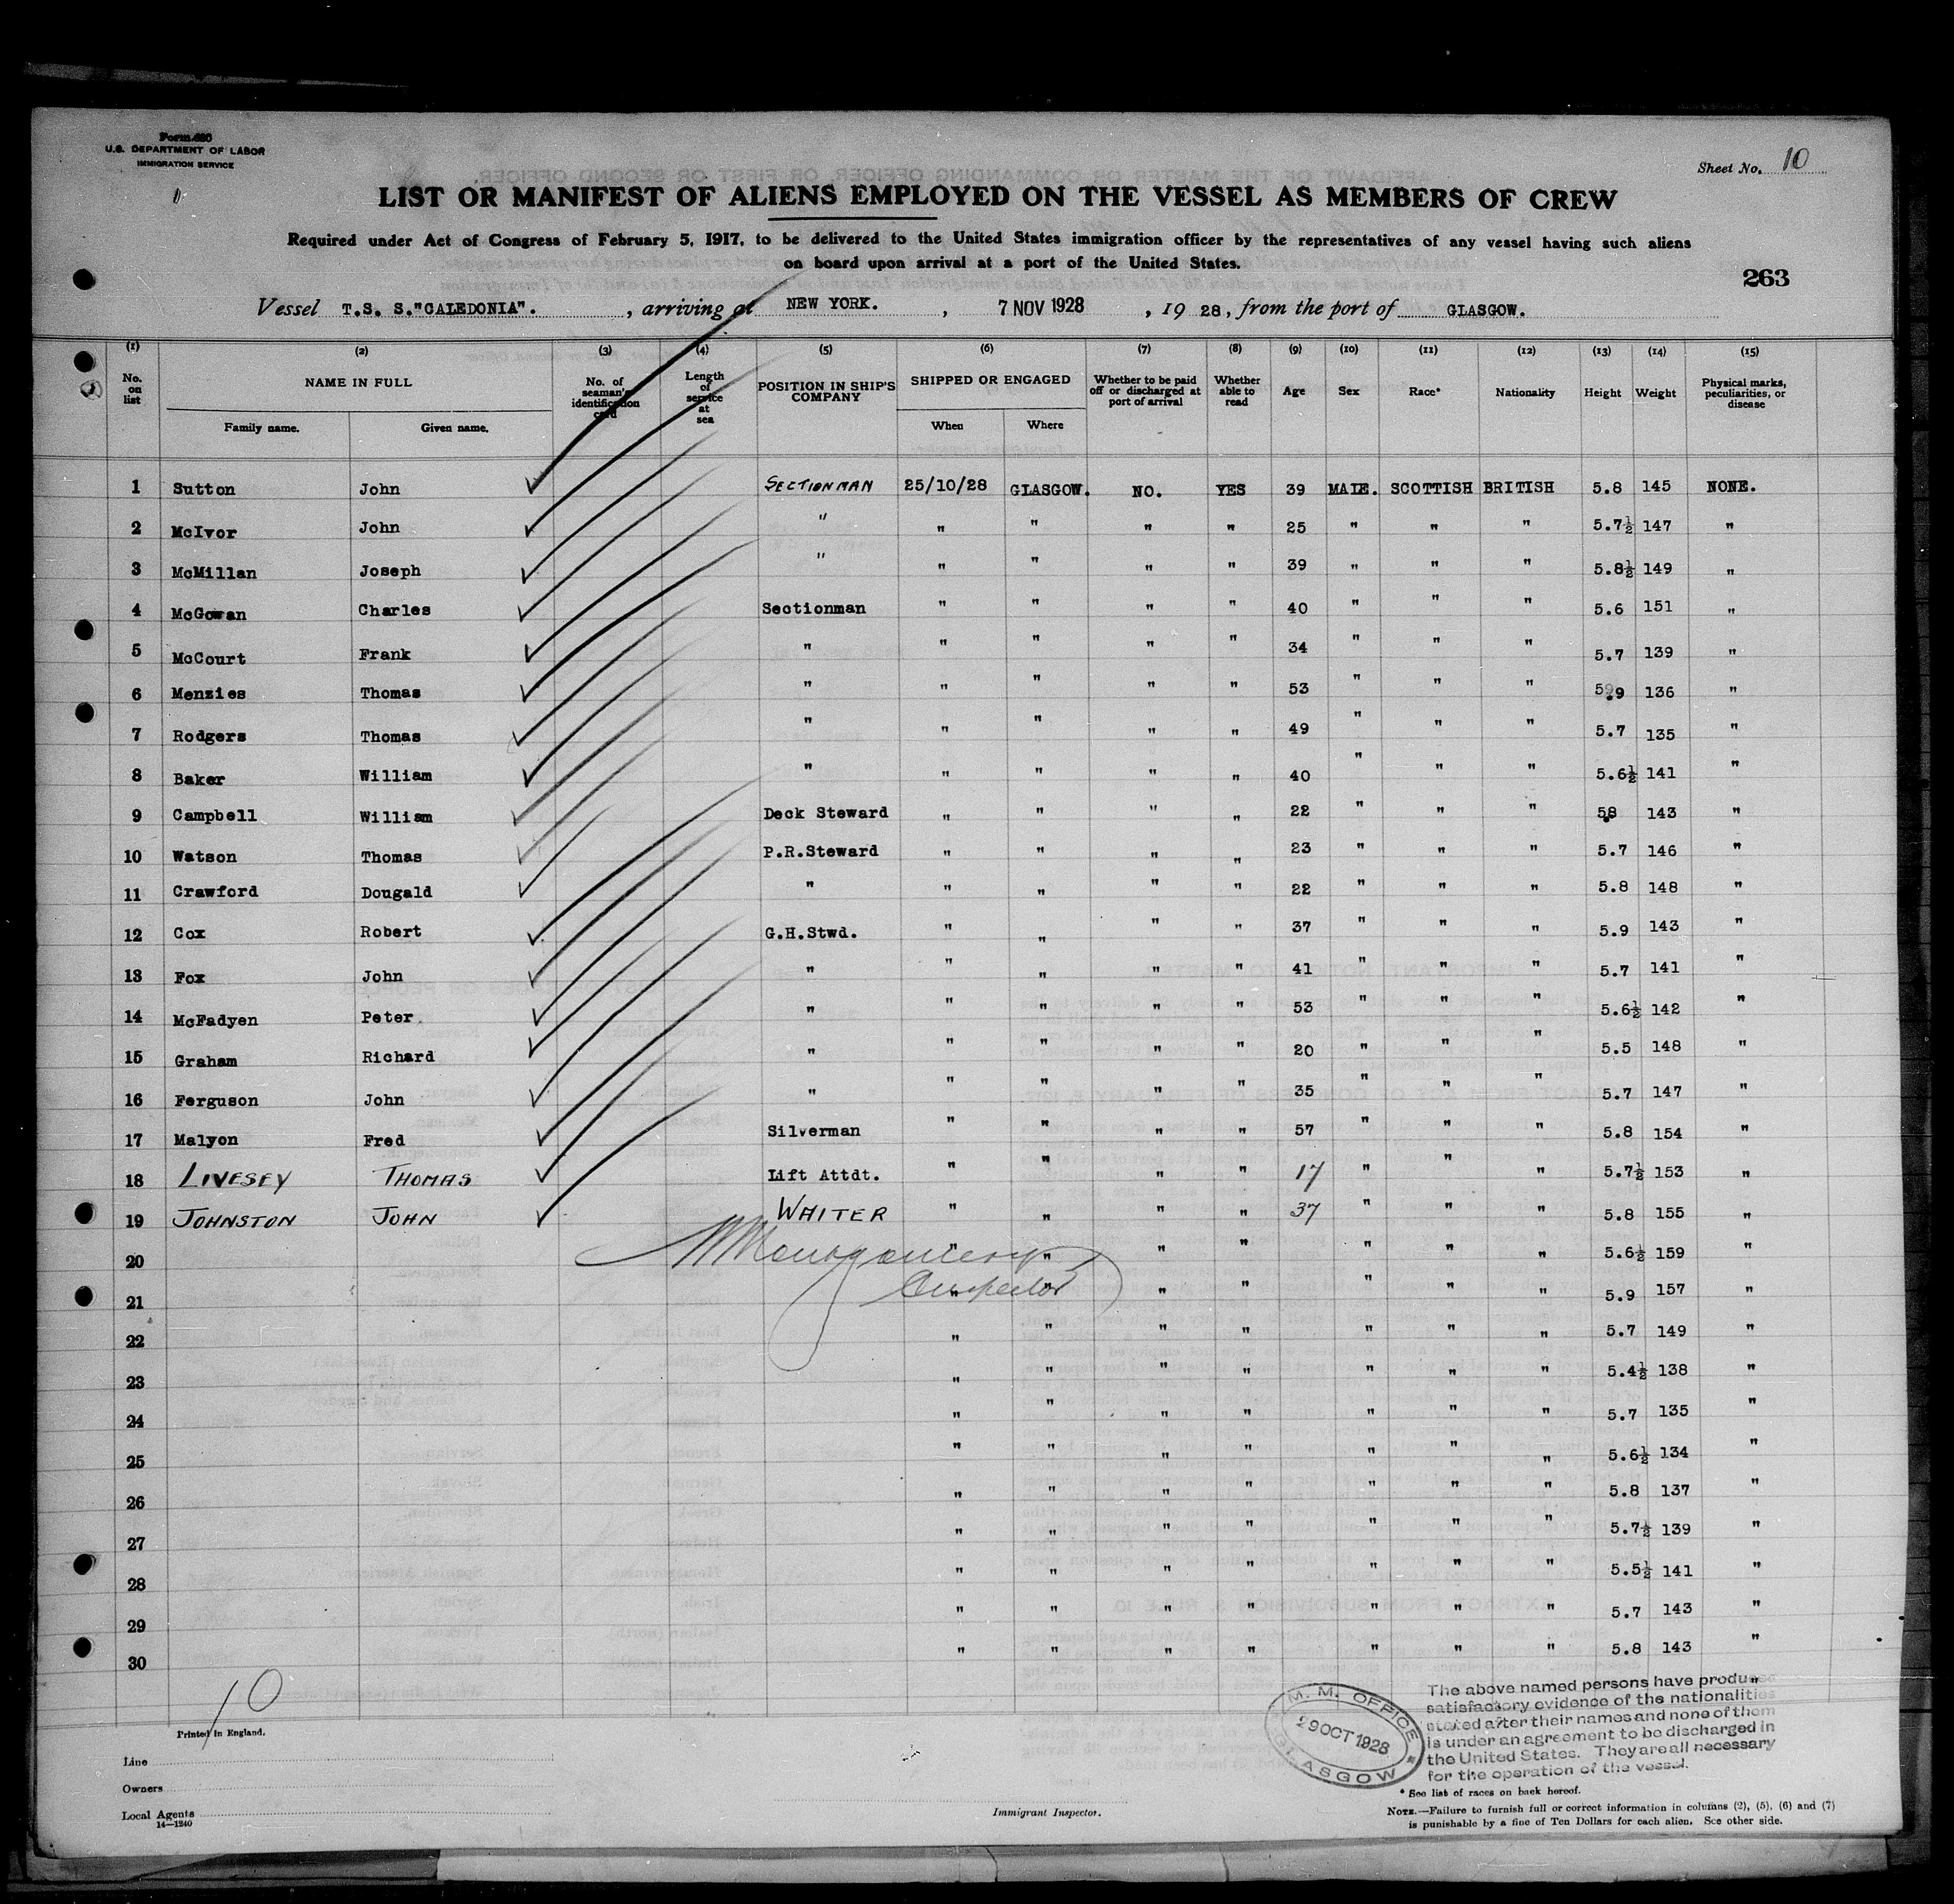 Form 680
U.S. DEPARTMENT OF LABOR
IMMIGRATION SERVICE
Sheet No. 10
LIST OR MANIFEST OF ALIENS EMPLOYED ON THE VESSEL AS MEMBERS OF CREW
Required under Act of Congress of February 5, 1917, to be delivered to the United States immigration officer by the representatives of any vessel having such aliens
on board upon arrival at a port of the United States.
263
Vessel T.S. S."CALEDONIA". , arriving at NEW YORK. , 7 NOV 1928 , 19 28, from the port of GLASGOW.
(1) (2) (3) (4) (5) (6) (7) (8) (9) (10) (11) (12) (13) (14) (15)
No. on list NAME IN FULL Family name. Given name. No. of seaman's identification card Length of service at sea POSITION IN SHIP'S COMPANY SHIPPED OR ENGAGED When Where Whether to be paid off or discharged at port of arrival Whether able to read Age Sex Race* Nationality Height Weight Physical marks, peculiarities, or disease
1 Sutton John SECTIONMAN 25/10/28 GLASGOW. NO. YES 39 MALE. SCOTTISH BRITISH 5.8 145 NONE.
2 McIvor John " " " " " 25 " " " 5.7½ 147 "
3 McMillan Joseph " " " " " 39 " " " 5.8½ 149 "
4 McGowan Charles Sectionman " " " " 40 " " " 5.6 151 "
5 McCourt Frank " " " " " 34 " " " 5.7 139 "
6 Menzies Thomas " " " " " 53 " " " 5.9 136 "
7 Rodgers Thomas " " " " " 49 " " " 5.7 135 "
8 Baker William " " " " " 40 " " " 5.6½ 141 "
9 Campbell William Deck Steward " " " " 22 " " " 5.8 143 "
10 Watson Thomas P.R.Steward " " " " 23 " " " 5.7 146 "
11 Crawford Dougald " " " " " 22 " " " 5.8 148 "
12 Cox Robert G.H.Stwd. " " " " 37 " " " 5.9 143 "
13 Fox John " " " " " 41 " " " 5.7 141 "
14 McFadyen Peter. " " " " " 53 " " " 5.6½ 142 "
15 Graham Richard " " " " " 20 " " " 5.5 148 "
16 Ferguson John " " " " " 35 " " " 5.7 147 "
17 Malyon Fred Silverman " " " " 57 " " " 5.8 154 "
18 LIVESEY THOMAS Lift Attdt. " " " " 17 " " " 5.7½ 153 "
19 JOHNSTON JOHN WAITER " " " " 37 " " " 5.8 155 "
20 " " " " " " " 5.6½ 159 "
Montgomery
Inspector
21 " " " " " " " 5.9 157 "
22 " " " " " " " 5.7 149 "
23 " " " " " " " 5.4½ 138 "
24 " " " " " " " 5.7 135 "
25 " " " " " " " 5.6½ 134 "
26 " " " " " " " 5.8 137 "
27 " " " " " " " 5.7½ 139 "
28 " " " " " " " 5.5½ 141 "
29 " " " " " " " 5.7 143 "
30 " " " " " " " 5.8 143 "
10
Printed in England.
Line
Owners
Local Agents
14—1240
Immigrant Inspector.
M. M. OFFICE
29 OCT 1928
GLASGOW
The above named persons have produce
satisfactory evidence of the nationalities
stated after their names and none of them
is under an agreement to be discharged in
the United States. They are all necessary
for the operation of the vessel.
* See list of races on back hereof.
NOTE.—Failure to furnish full or correct information in columns (2), (5), (6) and (7)
is punishable by a fine of Ten Dollars for each alien. See other side.